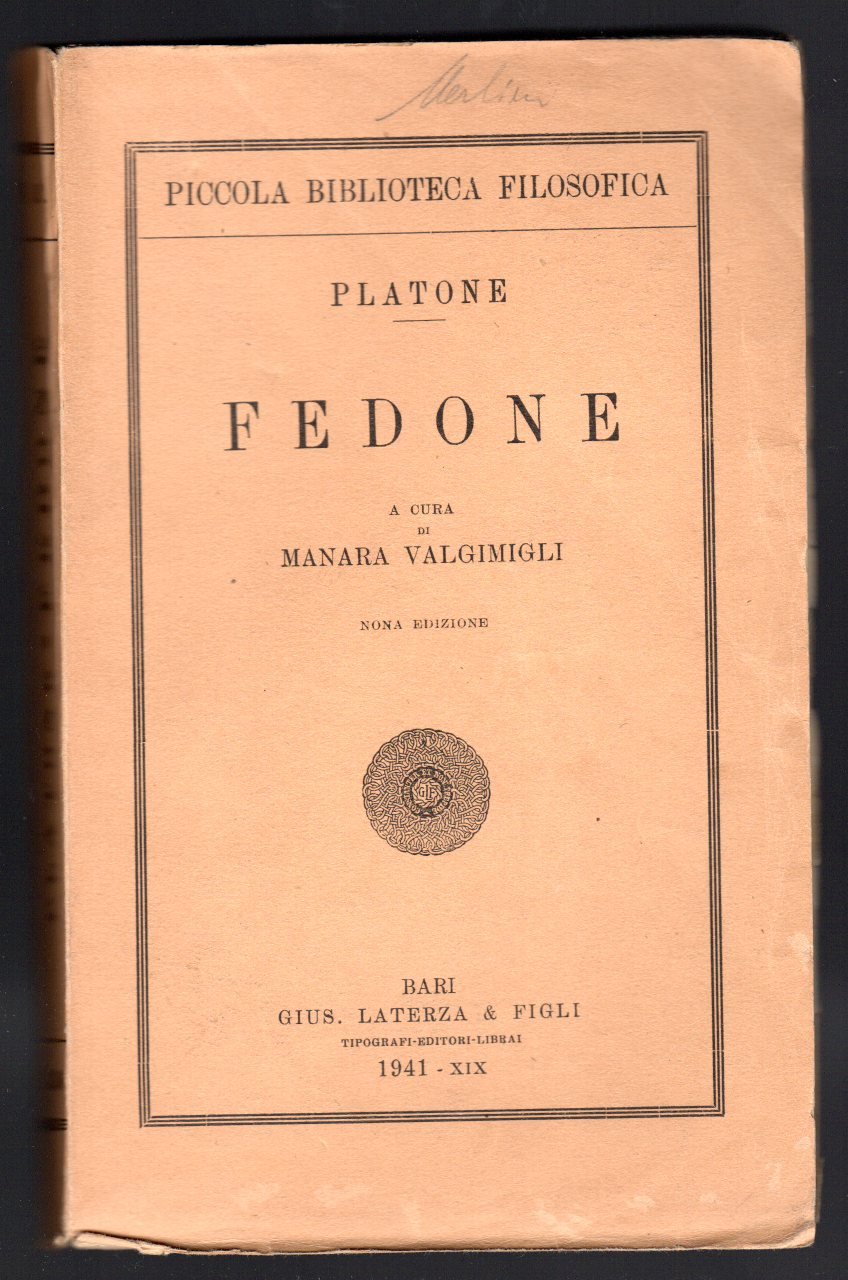 PICCOLA BIBLIOTECA FILOSOFICA
PLATONE
FEDONE
A CURA
DI
MANARA VALGIMIGLI
NONA EDIZIONE
BARI
GIUS. LATERZA & FIGLI
TIPOGRAFI-EDITORI-LIBRAI
1941 - XIX